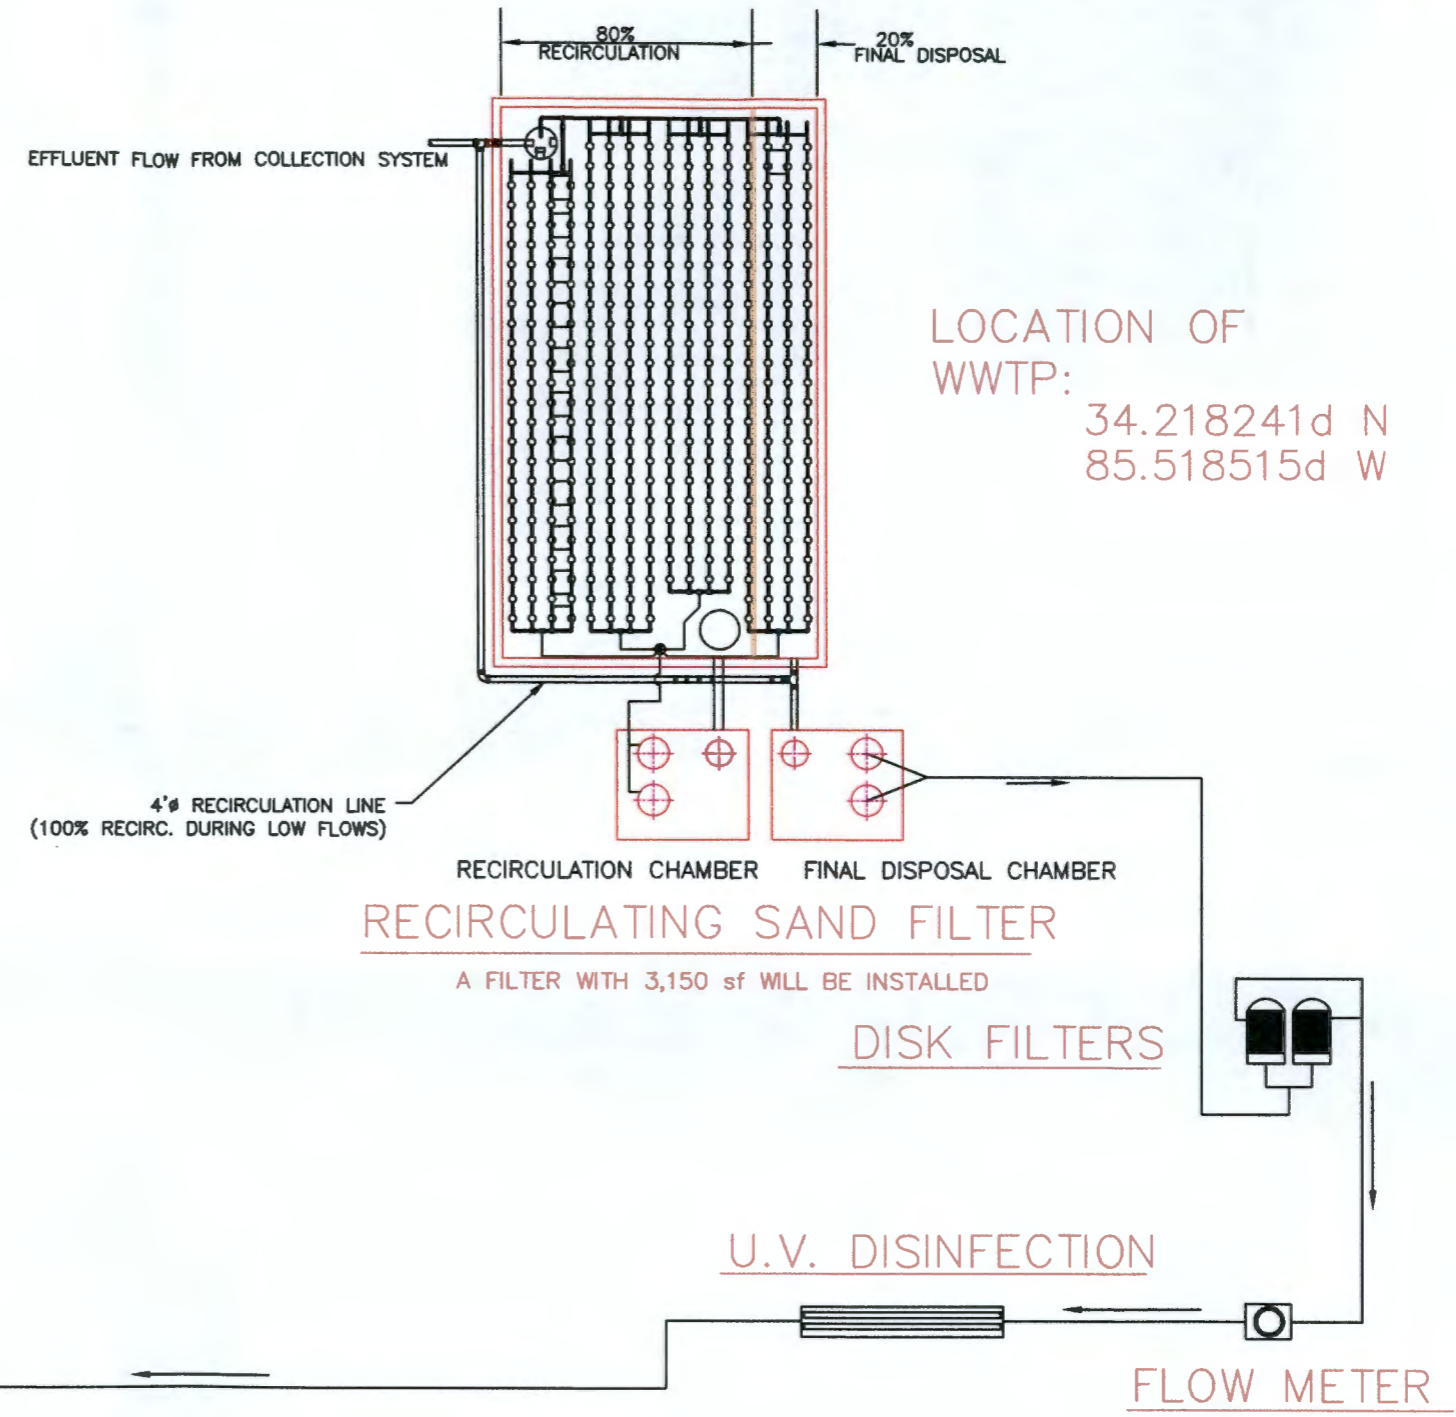 80%
RECIRCULATION
20%
FINAL DISPOSAL
EFFLUENT FLOW FROM COLLECTION SYSTEM
LOCATION OF
WWTP:
34.218241d N
85.518515d W
4'ø RECIRCULATION LINE
(100% RECIRC. DURING LOW FLOWS)
RECIRCULATION CHAMBER
FINAL DISPOSAL CHAMBER
RECIRCULATING SAND FILTER
A FILTER WITH 3,150 sf WILL BE INSTALLED
DISK FILTERS
U.V. DISINFECTION
FLOW METER